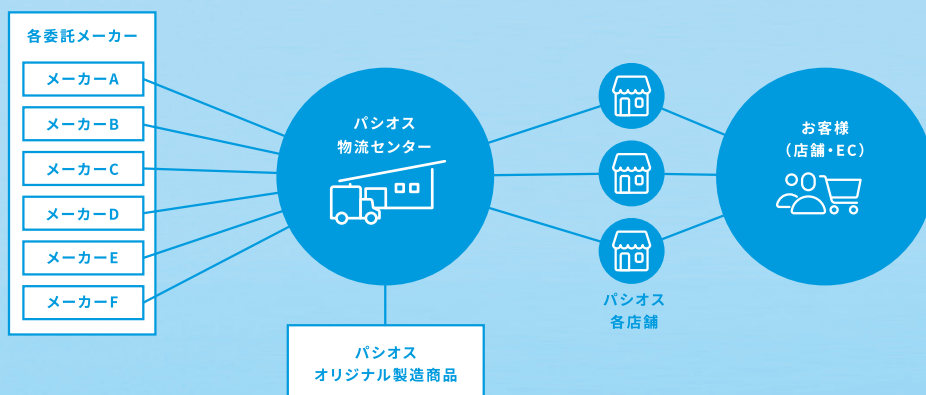 各委託メーカー
メーカーA
メーカーB
メーカーC
メーカーD
メーカーE
メーカーF
パシオス
物流センター
パシオス
オリジナル製造商品
パシオス
各店舗
お客様
（店舗・EC）